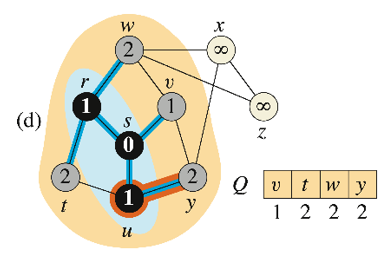 w x
2 ∞
r v
1 1 ∞
s z
(d) 0
2 1 2 Q v t w y
t u y 1 2 2 2